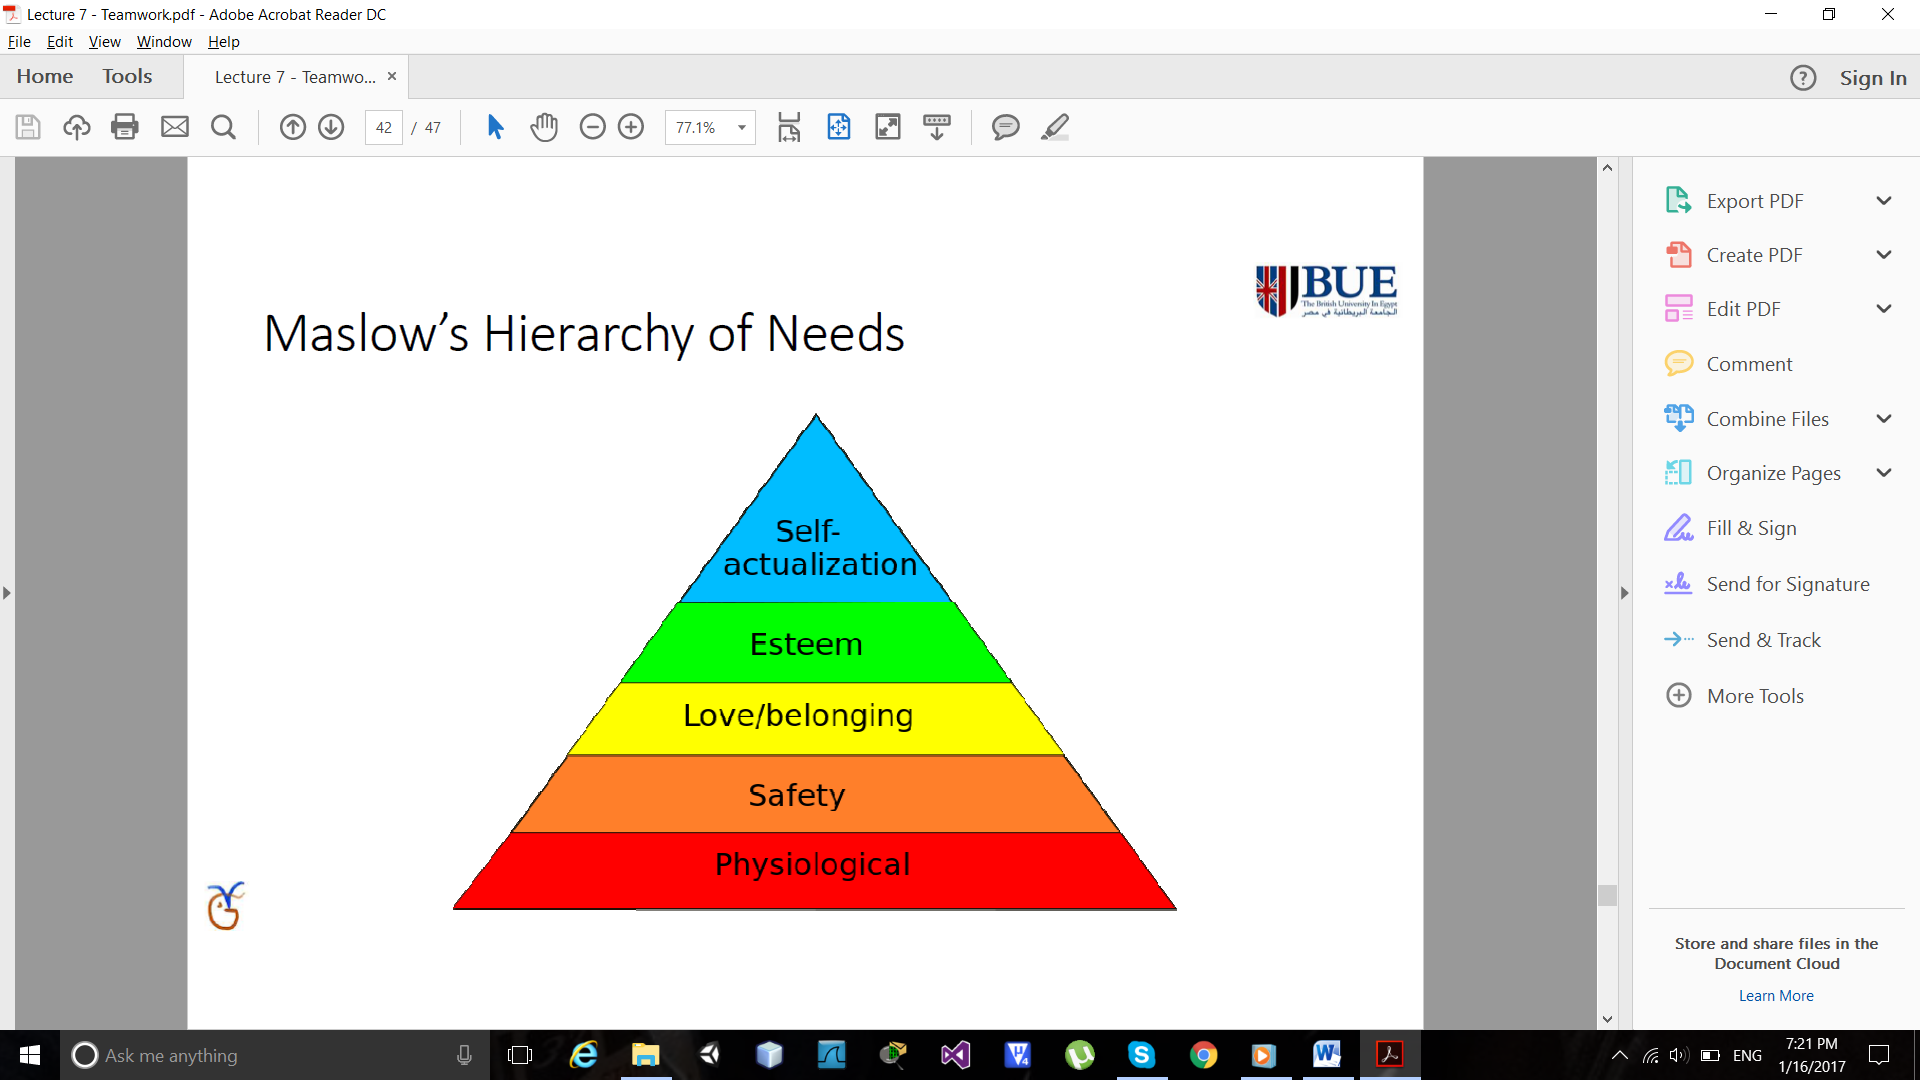 Lecture 7 - Teamwork.pdf - Adobe Acrobat Reader DC
File Edit View Window Help
Home Tools Lecture 7 - Teamwo... × Sign In
42 / 47 77.1%
Export PDF
Create PDF
Edit PDF
Comment
Combine Files
Organize Pages
Fill & Sign
Send for Signature
Send & Track
More Tools
Store and share files in the
Document Cloud
Learn More
BUE
The British University In Egypt
الجامعة البريطانية في مصر
Maslow’s Hierarchy of Needs
Self-
actualization
Esteem
Love/belonging
Safety
Physiological
Ask me anything
ENG
7:21 PM
1/16/2017